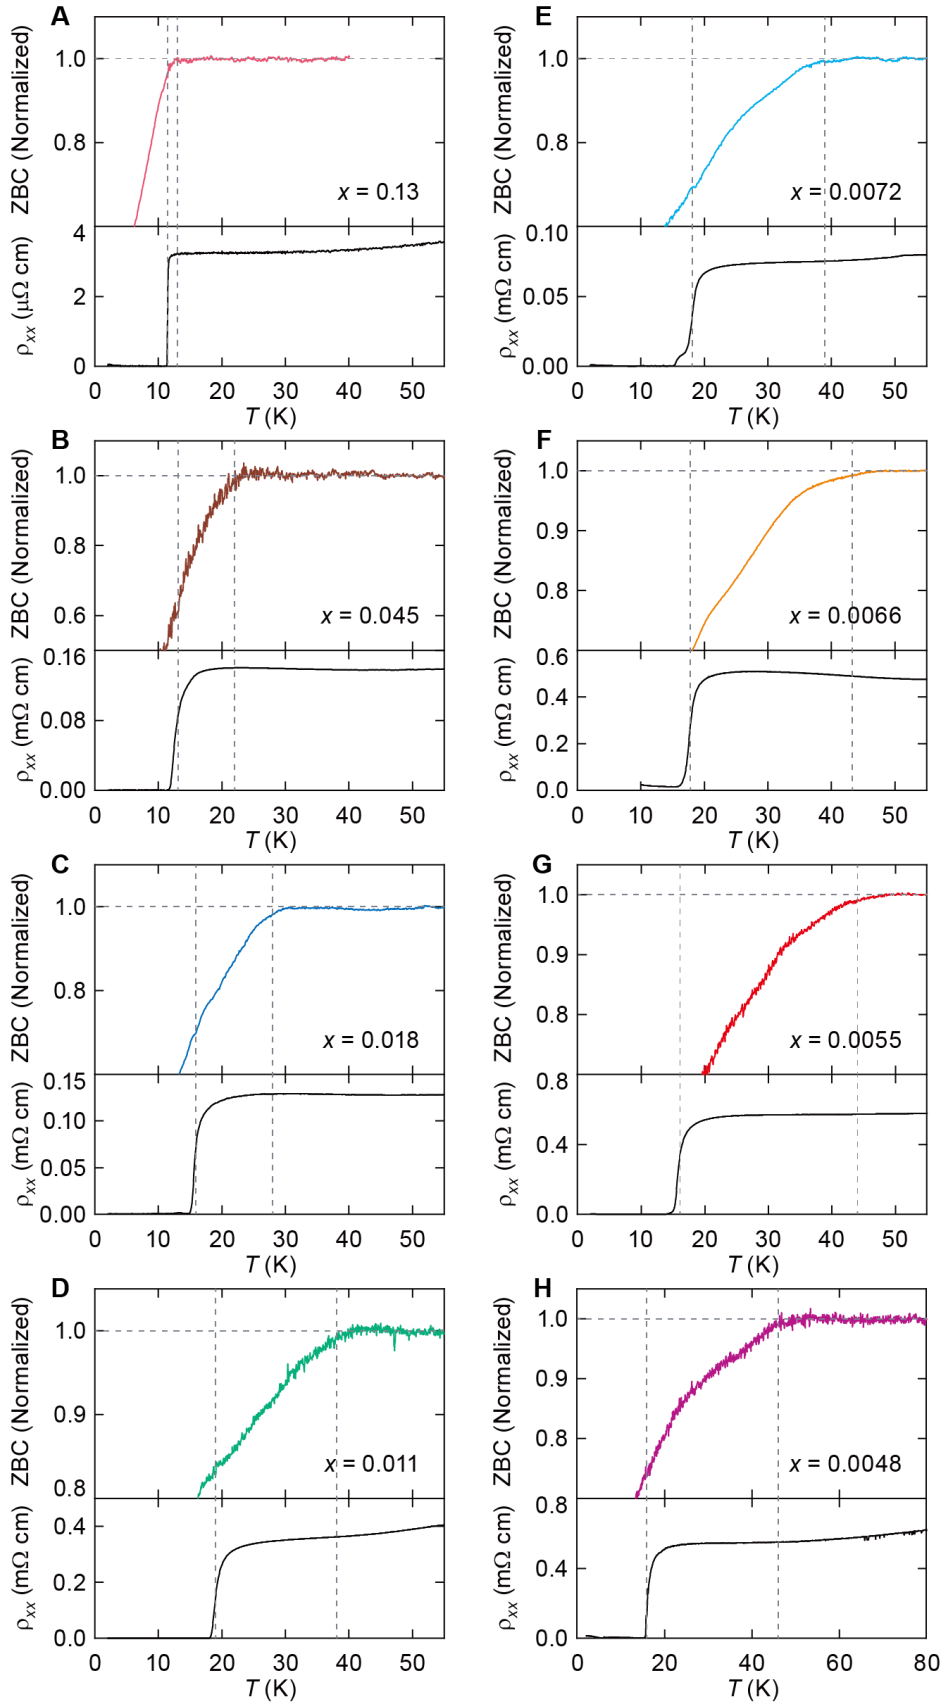 A
ZBC (Normalized)
1.0
0.8
x = 0.13
ρxx (μΩ cm)
4
2
0
0 10 20 30 40 50
T (K)
B
ZBC (Normalized)
1.0
0.8
0.6
x = 0.045
ρxx (mΩ cm)
0.16
0.08
0.00
0 10 20 30 40 50
T (K)
C
ZBC (Normalized)
1.0
0.8
x = 0.018
ρxx (mΩ cm)
0.15
0.10
0.05
0.00
0 10 20 30 40 50
T (K)
D
ZBC (Normalized)
1.0
0.9
0.8
x = 0.011
ρxx (mΩ cm)
0.4
0.2
0.0
0 10 20 30 40 50
T (K)
E
ZBC (Normalized)
1.0
0.8
x = 0.0072
ρxx (mΩ cm)
0.10
0.05
0.00
0 10 20 30 40 50
T (K)
F
ZBC (Normalized)
1.0
0.9
0.8
x = 0.0066
ρxx (mΩ cm)
0.6
0.4
0.2
0.0
0 10 20 30 40 50
T (K)
G
ZBC (Normalized)
1.0
0.9
0.8
x = 0.0055
ρxx (mΩ cm)
0.8
0.4
0.0
0 10 20 30 40 50
T (K)
H
ZBC (Normalized)
1.0
0.9
0.8
x = 0.0048
ρxx (mΩ cm)
0.8
0.4
0.0
0 20 40 60 80
T (K)